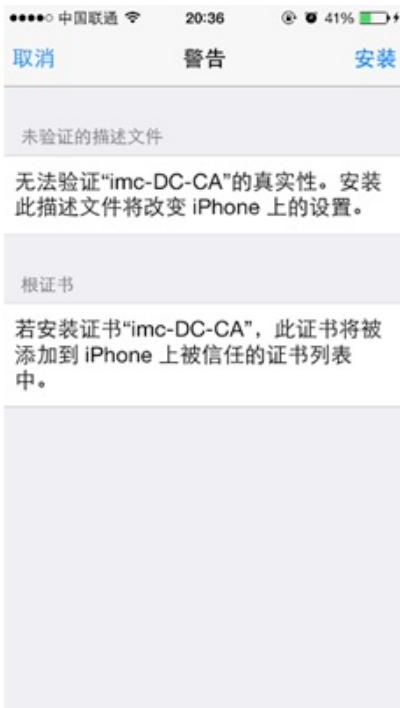 中国联通 20:36 41%
取消 警告 安装
未验证的描述文件
无法验证“imc-DC-CA”的真实性。安装
此描述文件将改变 iPhone 上的设置。
根证书
若安装证书“imc-DC-CA”，此证书将被
添加到 iPhone 上被信任的证书列表
中。